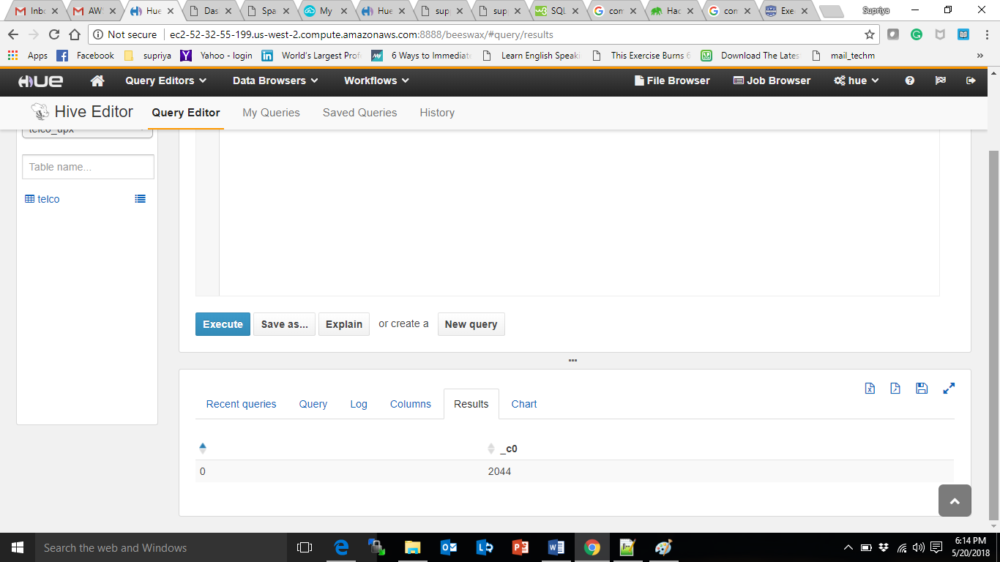 Inbo AW Hue Das Spa My Hue sup sup SQL com Hac con Exe Supriya
Not secure ec2-52-32-55-199.us-west-2.compute.amazonaws.com:8888/beeswax/#query/results
Apps Facebook supriya Yahoo - login World's Largest Prof 6 Ways to Immediate Learn English Speaki This Exercise Burns 6 Download The Lates mail_techm »
HUE Query Editors Data Browsers Workflows File Browser Job Browser hue
Hive Editor Query Editor My Queries Saved Queries History
telco_upx
Table name...
telco
Execute Save as... Explain or create a New query
Recent queries Query Log Columns Results Chart
_c0
0 2044
Search the web and Windows
6:14 PM
5/20/2018